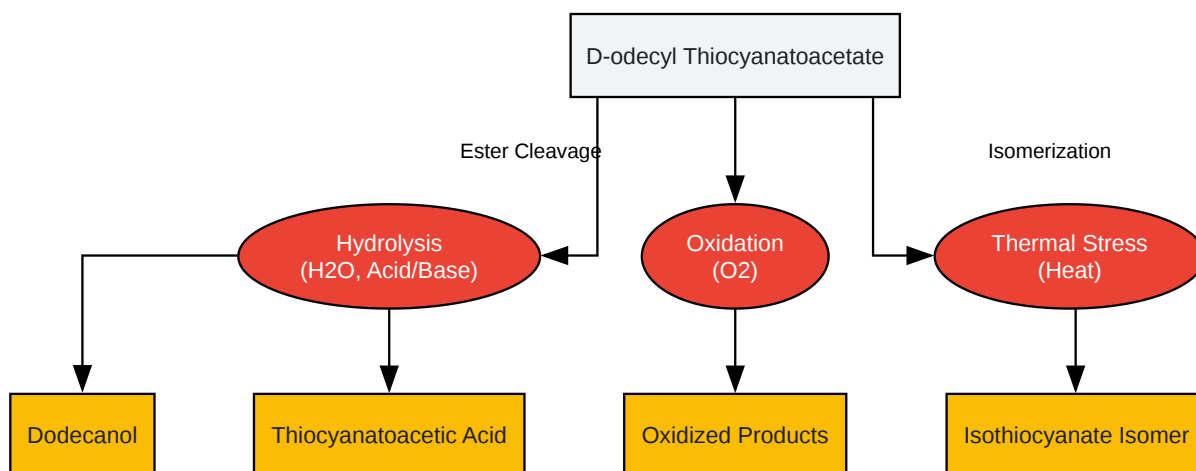 D-odecyl Thiocyanatoacetate
Ester Cleavage
Isomerization
Hydrolysis
(H2O, Acid/Base)
Oxidation
(O2)
Thermal Stress
(Heat)
Dodecanol
Thiocyanatoacetic Acid
Oxidized Products
Isothiocyanate Isomer